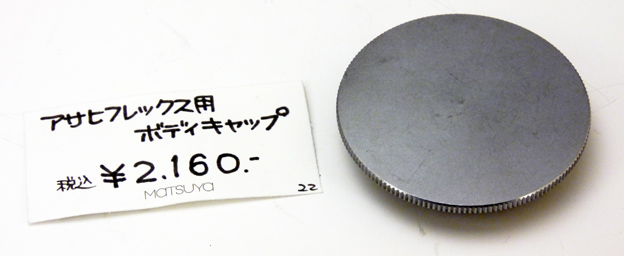 アサヒフレックス用
ボディキャップ
税込 ¥2.160.-
MATSUYA
22